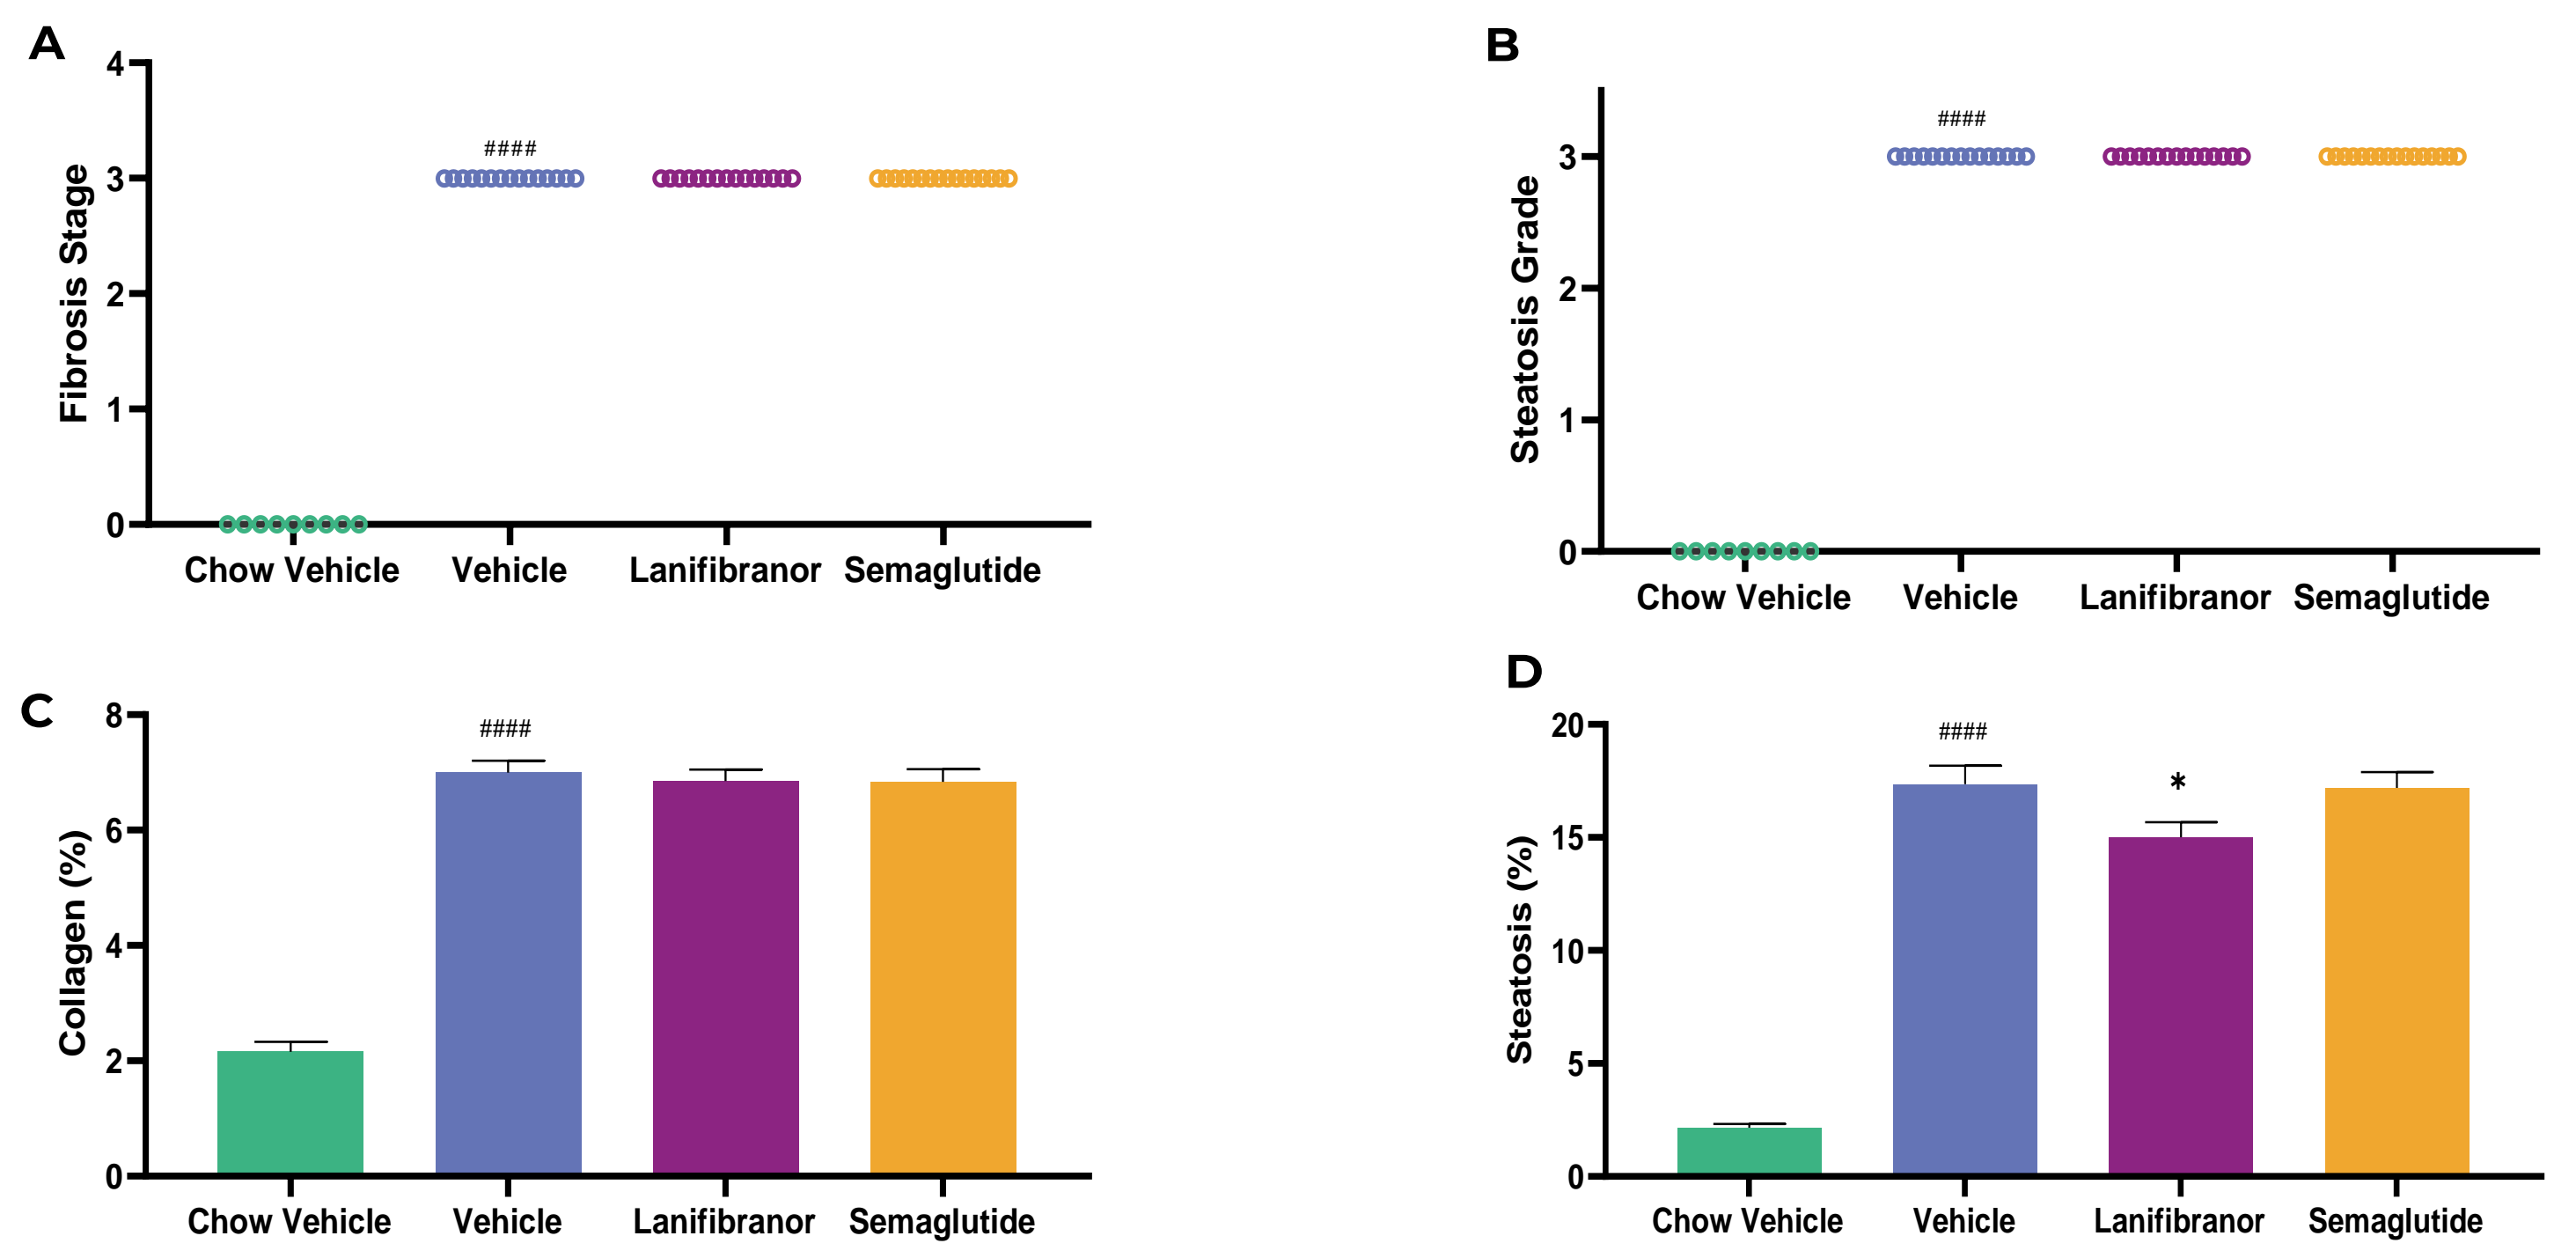 A
4
3
2
1
0
Fibrosis Stage
####
Chow Vehicle
Vehicle
Lanifibranor
Semaglutide
B
3
2
1
0
Steatosis Grade
####
Chow Vehicle
Vehicle
Lanifibranor
Semaglutide
C
8
6
4
2
0
Collagen (%)
####
Chow Vehicle
Vehicle
Lanifibranor
Semaglutide
D
20
15
10
5
0
Steatosis (%)
####
*
Chow Vehicle
Vehicle
Lanifibranor
Semaglutide